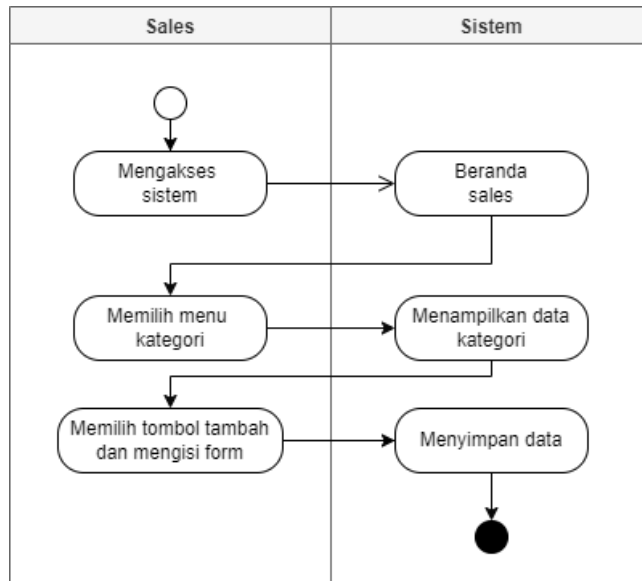 Sales
Sistem
Mengakses
sistem
Beranda
sales
Memilih menu
kategori
Menampilkan data
kategori
Memilih tombol tambah
dan mengisi form
Menyimpan data